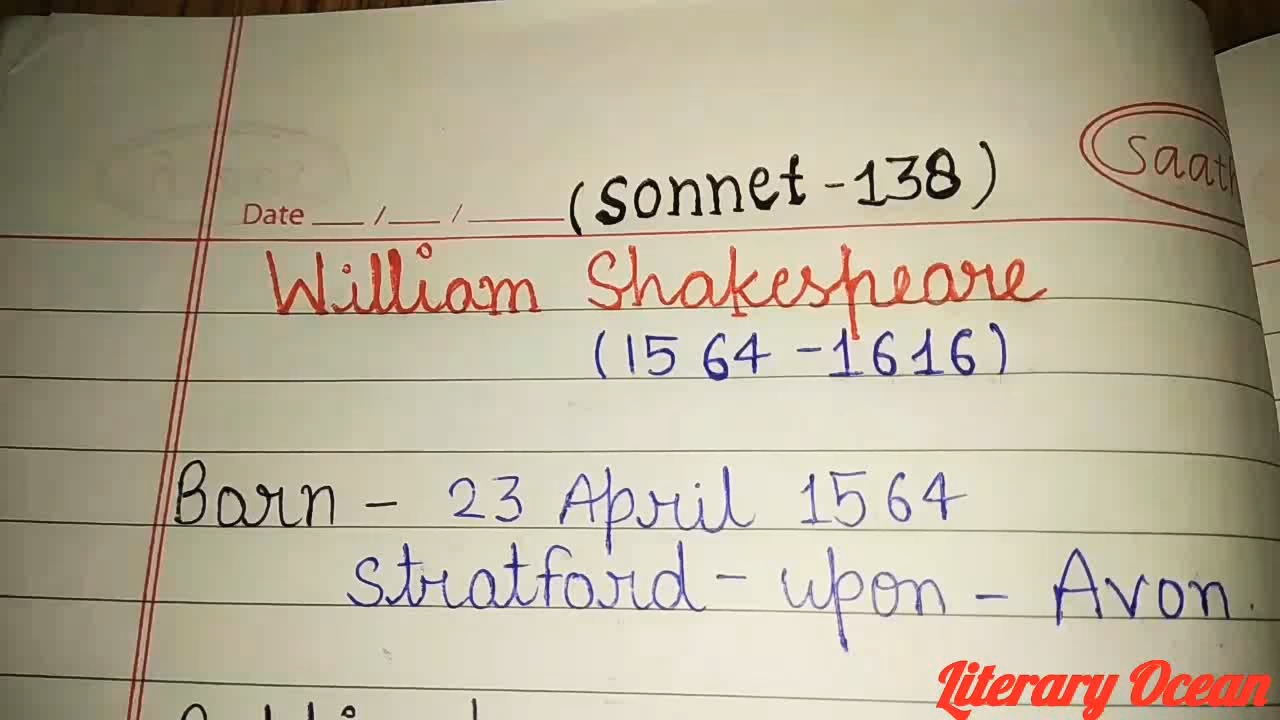 Saath
Date __/__/____ (Sonnet - 138)
William Shakespeare
(1564 - 1616)
Born - 23 April 1564
Stratford - upon - Avon.
Literary Ocean